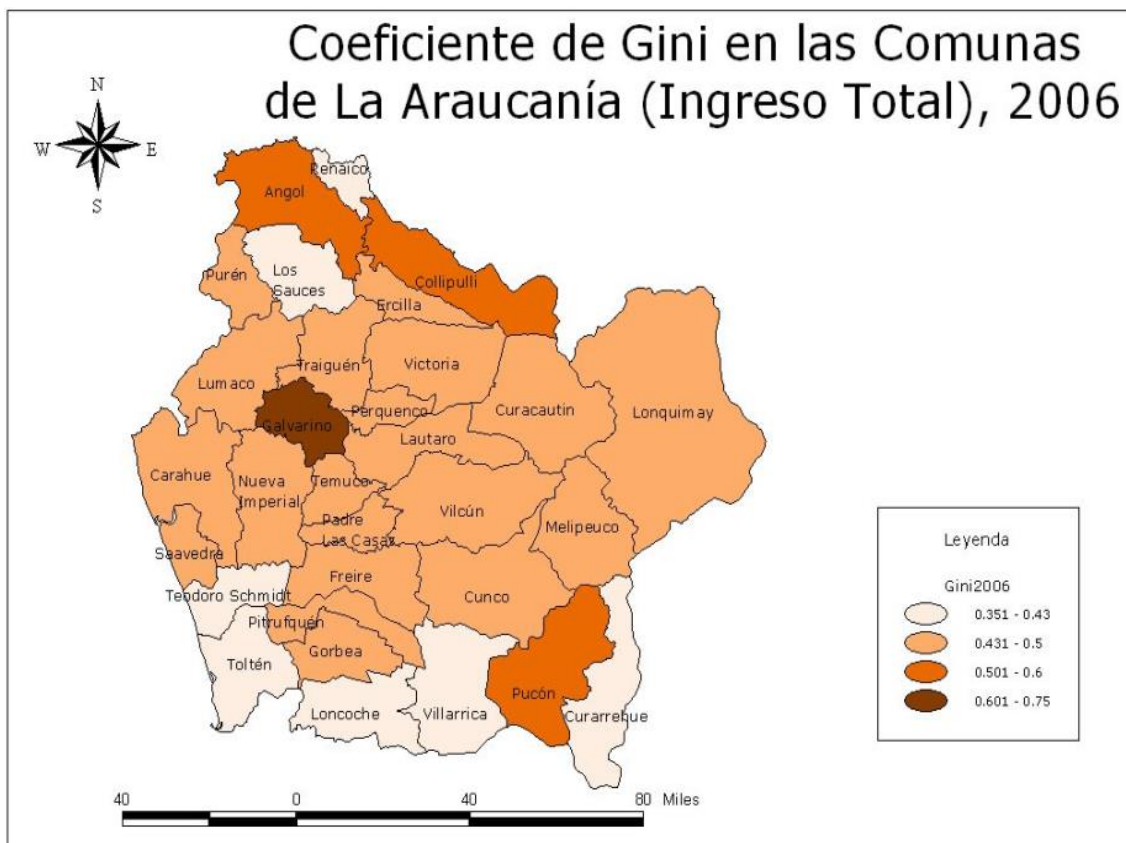 Coeficiente de Gini en las Comunas
de La Araucanía (Ingreso Total), 2006
N
W
E
S
Renaico
Angol
Purén
Los
Sauces
Collipulli
Ercilla
Traiguén
Victoria
Lumaco
Galvarino
Perquenco
Curacautin
Lonquimay
Lautaro
Carahue
Nueva
Imperial
Temuco
Vilcún
Padre
Las Casas
Melipeuco
Saavedra
Freire
Teodoro Schmidt
Cunco
Pitrufquén
Gorbea
Toltén
Loncoche
Villarrica
Pucón
Curarrehue
Leyenda
Gini2006
0.351 - 0.43
0.431 - 0.5
0.501 - 0.6
0.601 - 0.75
40 0 40 80 Miles